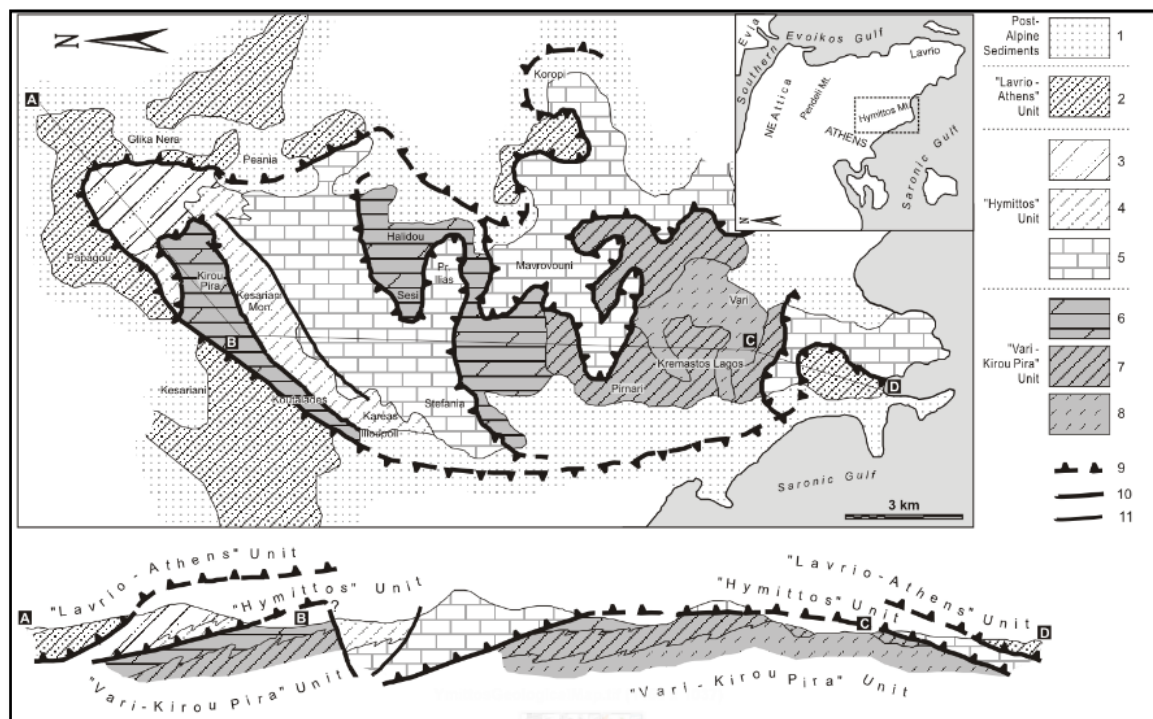 N
A
Glika Nera
Peania
Koropi
Papagou
Halidou
Pr.
Ilias
Sesi
Mavrovouni
Kirou
Pira
Kesariani
Mon.
Vari
B
C
Kremastos Lagos
Kesariani
Koutalades
Stefania
Pirnari
D
Kareas
Ilioupoli
Saronic Gulf
3 km
Southern Evoikos Gulf
Evia
Lavrio
NE Attica
Pendeli Mt.
Hymittos Mt.
ATHENS
Saronic Gulf
N
Post-
Alpine
Sediments
1
"Lavrio -
Athens"
Unit
2
3
"Hymittos"
Unit
4
5
6
"Vari -
Kirou Pira"
Unit
7
8
9
10
11
"Lavrio - Athens" Unit
"Hymittos" Unit
"Lavrio-Athens" Unit
"Hymittos" Unit
A
B
?
C
D
"Vari-Kirou Pira" Unit
"Vari-Kirou Pira" Unit